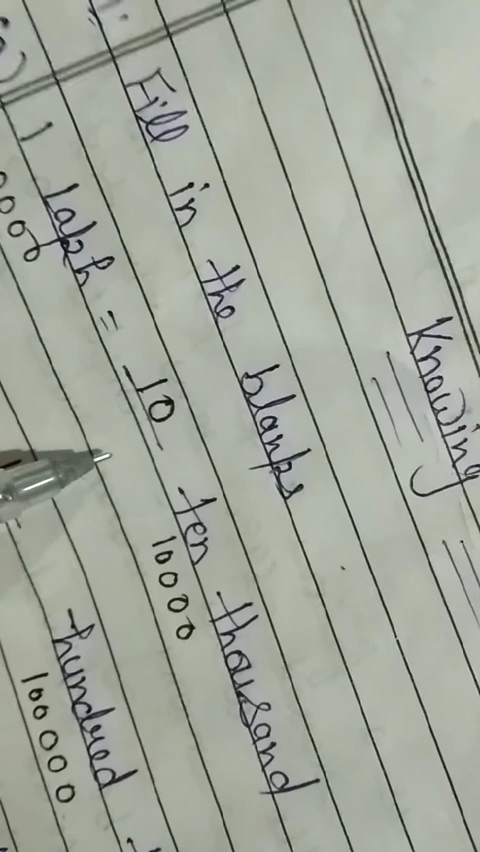 Knowing
Fill in the blanks
(a) 1 lakh = 10 ten thousand
10000
hundred
100000